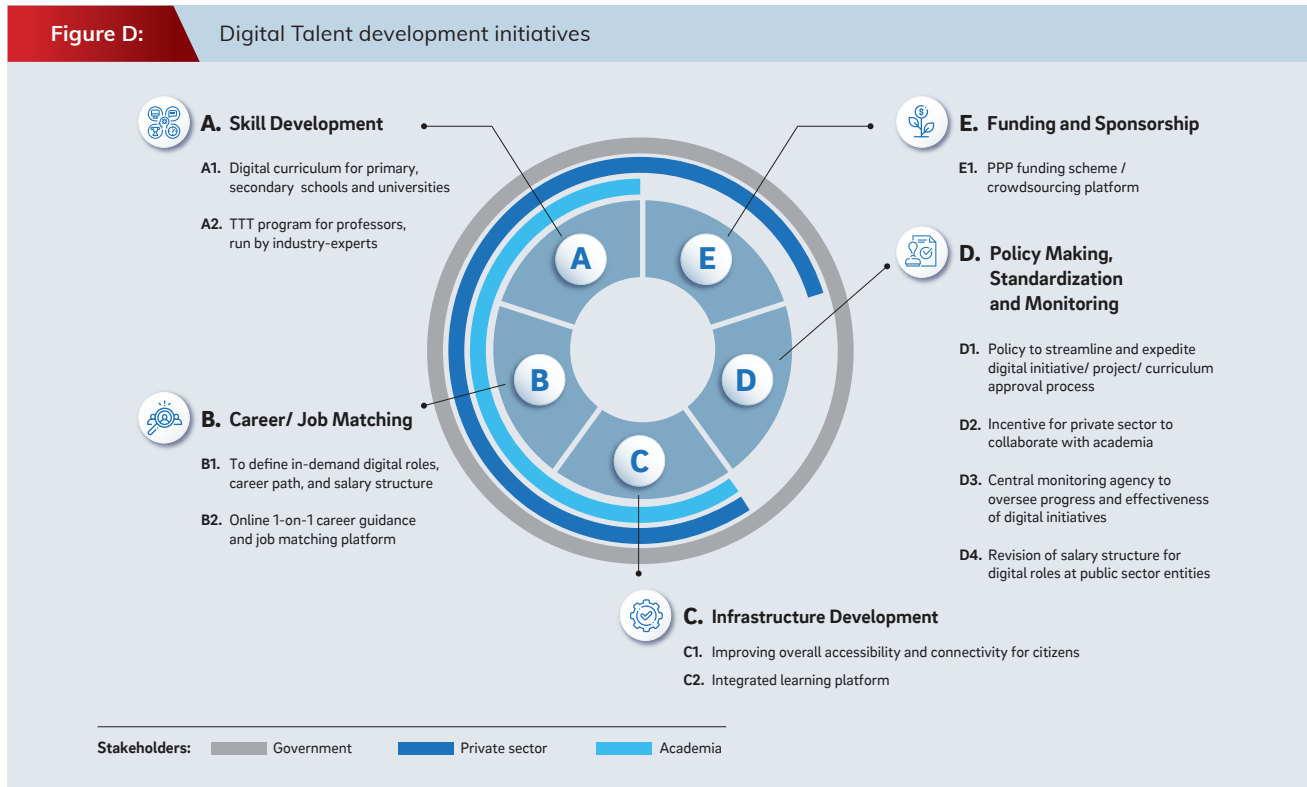 Figure D:
Digital Talent development initiatives
A. Skill Development
A1. Digital curriculum for primary,
secondary schools and universities
A2. TTT program for professors,
run by industry-experts
B. Career/ Job Matching
B1. To define in-demand digital roles,
career path, and salary structure
B2. Online 1-on-1 career guidance
and job matching platform
A
E
B
D
C
E. Funding and Sponsorship
E1. PPP funding scheme /
crowdsourcing platform
D. Policy Making,
Standardization
and Monitoring
D1. Policy to streamline and expedite
digital initiative/ project/ curriculum
approval process
D2. Incentive for private sector to
collaborate with academia
D3. Central monitoring agency to
oversee progress and effectiveness
of digital initiatives
D4. Revision of salary structure for
digital roles at public sector entities
C. Infrastructure Development
C1. Improving overall accessibility and connectivity for citizens
C2. Integrated learning platform
Stakeholders: Government Private sector Academia